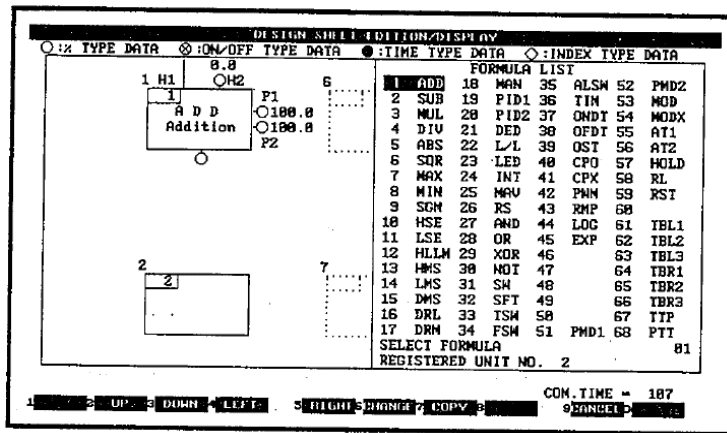 DESIGN SHEET EDITION/DISPLAY
:% TYPE DATA :ON/OFF TYPE DATA :TIME TYPE DATA :INDEX TYPE DATA
0.0
1 H1 H2 6
1 P1
A D D 100.0
Addition 100.0
P2
2 7
2
FORMULA LIST
1 ADD 18 MAN 35 ALSW 52 PMD2
2 SUB 19 PID1 36 TIM 53 MOD
3 MUL 20 PID2 37 ONDT 54 MODX
4 DIV 21 DED 38 OFDT 55 AT1
5 ABS 22 L/L 39 OST 56 AT2
6 SQR 23 LED 40 CPO 57 HOLD
7 MAX 24 INT 41 CPX 58 RL
8 MIN 25 MAV 42 PWM 59 RST
9 SGM 26 RS 43 RMP 60
10 HSE 27 AND 44 LOG 61 TBL1
11 LSE 28 OR 45 EXP 62 TBL2
12 HLLM 29 XOR 46 63 TBL3
13 HMS 30 NOT 47 64 TBR1
14 LMS 31 SW 48 65 TBR2
15 DMS 32 SFT 49 66 TBR3
16 DRL 33 TSW 50 67 TTP
17 DRM 34 FSW 51 PMD1 68 PTT
SELECT FORMULA 01
REGISTERED UNIT NO. 2
COM.TIME = 107
1 2 UP 3 DOWN 4 LEFT 5 RIGHT 6 CHANGE 7 COPY 8 9 CANCEL